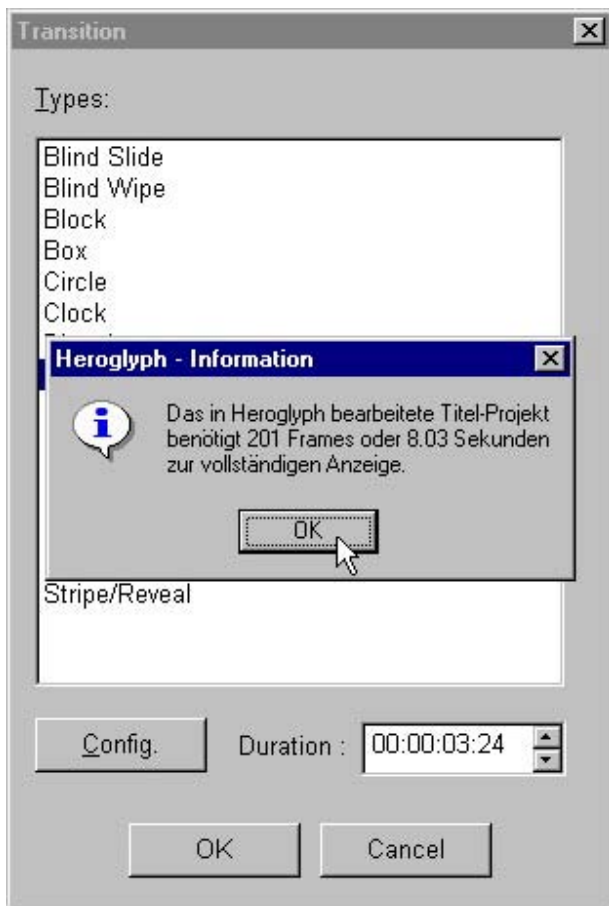 Transition
Types:
Blind Slide
Blind Wipe
Block
Box
Circle
Clock
Heroglyph - Information
Das in Heroglyph bearbeitete Titel-Projekt
benötigt 201 Frames oder 8.03 Sekunden
zur vollständigen Anzeige.
OK
Stripe/Reveal
Config.
Duration :
00:00:03:24
OK
Cancel